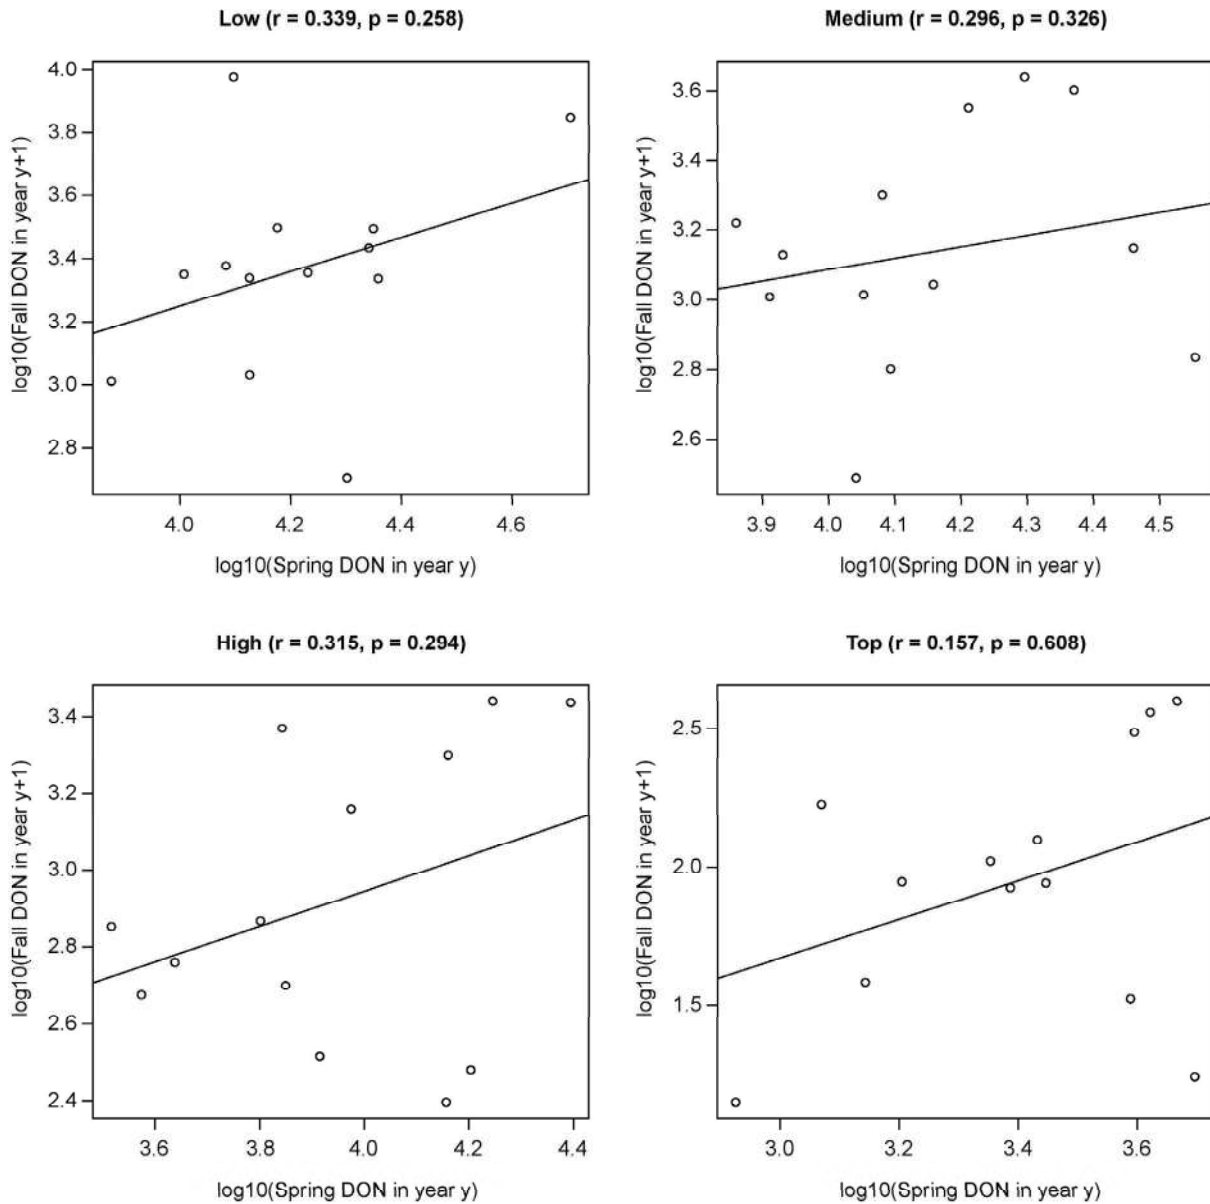 Low (r = 0.339, p = 0.258)
log10(Fall DON in year y+1)
4.0
3.8
3.6
3.4
3.2
3.0
2.8
4.0 4.2 4.4 4.6
log10(Spring DON in year y)
Medium (r = 0.296, p = 0.326)
log10(Fall DON in year y+1)
3.6
3.4
3.2
3.0
2.8
2.6
3.9 4.0 4.1 4.2 4.3 4.4 4.5
log10(Spring DON in year y)
High (r = 0.315, p = 0.294)
log10(Fall DON in year y+1)
3.4
3.2
3.0
2.8
2.6
2.4
3.6 3.8 4.0 4.2 4.4
log10(Spring DON in year y)
Top (r = 0.157, p = 0.608)
log10(Fall DON in year y+1)
2.5
2.0
1.5
3.0 3.2 3.4 3.6
log10(Spring DON in year y)